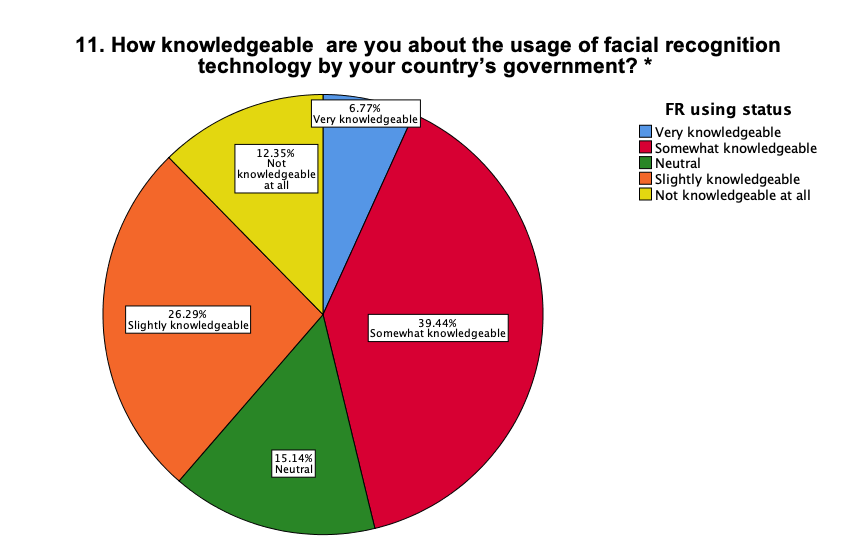 11. How knowledgeable  are you about the usage of facial recognition
technology by your country’s government? *
FR using status
Very knowledgeable
Somewhat knowledgeable
Neutral
Slightly knowledgeable
Not knowledgeable at all
6.77%
Very knowledgeable
12.35%
Not
knowledgeable
at all
26.29%
Slightly knowledgeable
39.44%
Somewhat knowledgeable
15.14%
Neutral